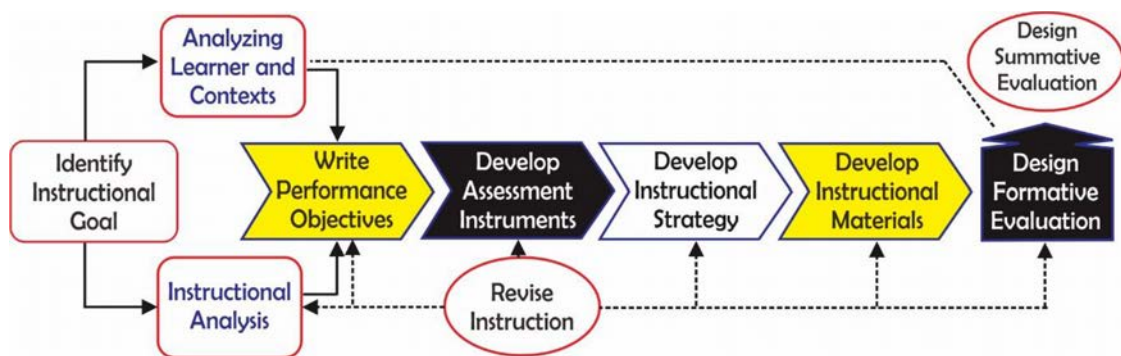 Analyzing
Learner and
Contexts
Design
Summative
Evaluation
Identify
Instructional
Goal
Write
Performance
Objectives
Develop
Assessment
Instruments
Develop
Instructional
Strategy
Develop
Instructional
Materials
Design
Formative
Evaluation
Instructional
Analysis
Revise
Instruction